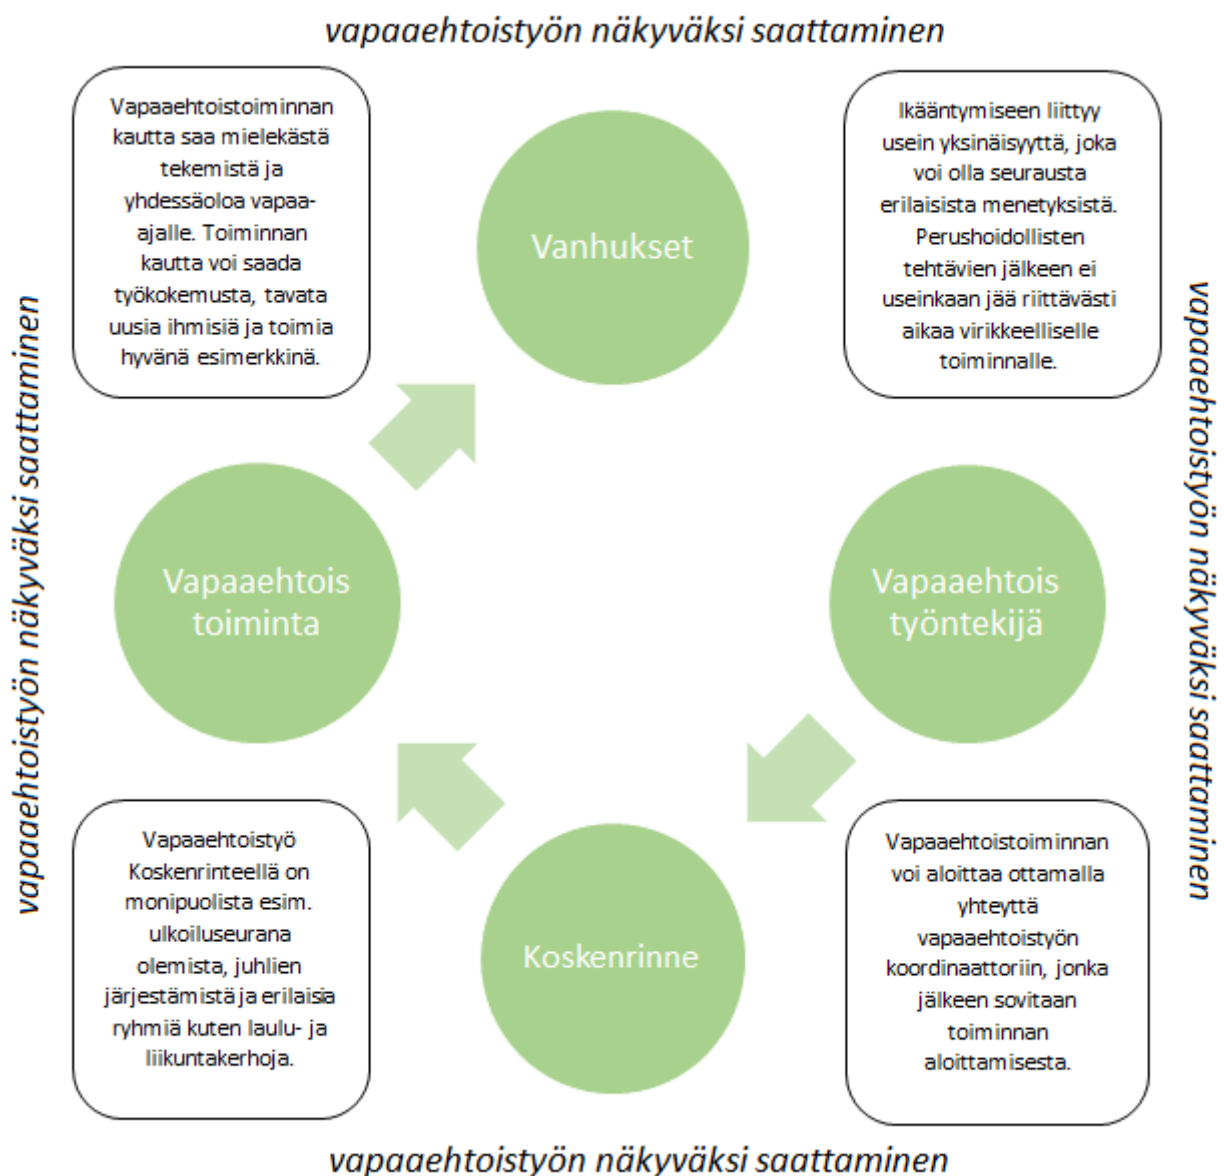 vapaaehtoistyön näkyväksi saattaminen
Vapaaehtoistoiminnan
kautta saa mielekästä
tekemistä ja
yhdessäoloa vapaa-
ajalle. Toiminnan
kautta voi saada
työkokemusta, tavata
uusia ihmisiä ja toimia
hyvänä esimerkkinä.
Vanhukset
Ikääntymiseen liittyy
usein yksinäisyyttä, joka
voi olla seurausta
erilaisista menetyksistä.
Perushoidollisten
tehtävien jälkeen ei
useinkaan jää riittävästi
aikaa virikkeelliselle
toiminnalle.
vapaaehtoistyön näkyväksi saattaminen
vapaaehtoistyön näkyväksi saattaminen
Vapaaehtois
toiminta
Vapaaehtois
työntekijä
Vapaaehtoistyö
Koskenrinteellä on
monipuolista esim.
ulkoiluseurana
olemista, juhlien
järjestämistä ja erilaisia
ryhmiä kuten laulu- ja
liikuntakerhoja.
Koskenrinne
Vapaaehtoistoiminnan
voi aloittaa ottamalla
yhteyttä
vapaaehtoistyön
koordinaattoriin, jonka
jälkeen sovitaan
toiminnan
aloittamisesta.
vapaaehtoistyön näkyväksi saattaminen